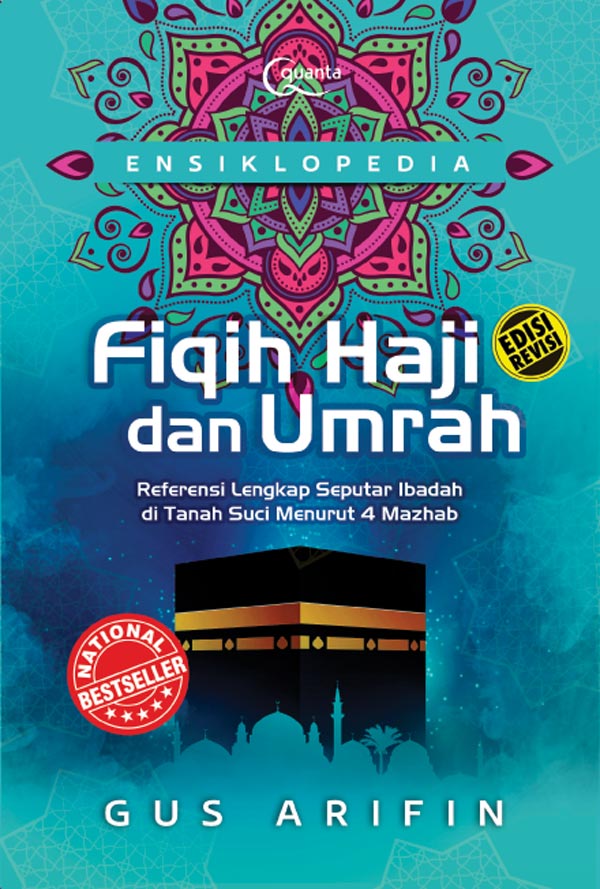 quanta
ENSIKLOPEDIA
Fiqih Haji
dan Umrah
EDISI
REVISI
Referensi Lengkap Seputar Ibadah
di Tanah Suci Menurut 4 Mazhab
NATIONAL
BESTSELLER
GUS ARIFIN